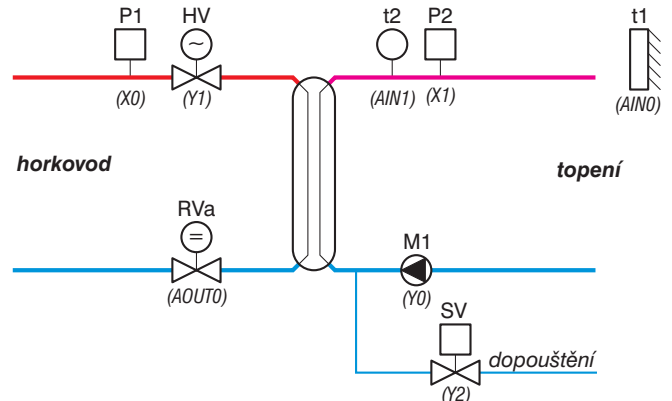 P1 HV t2 P2 t1
~
(X0) (Y1) (AIN1) (X1) (AIN0)
horkovod topení
RVa
=
M1
(AOUT0) (Y0)
SV
dopouštění
(Y2)